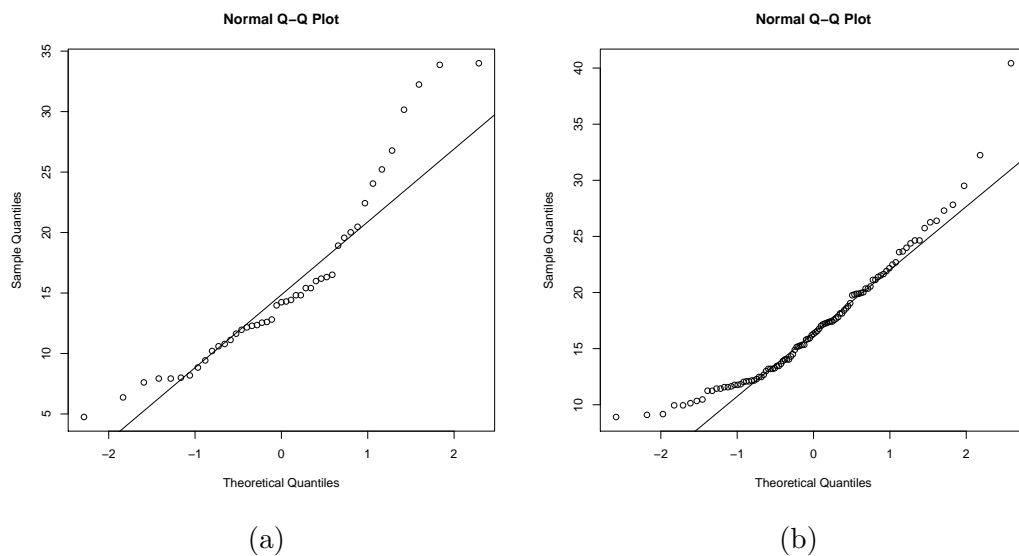 Normal Q−Q Plot
Sample Quantiles
35
30
25
20
15
10
5
−2 −1 0 1 2
Theoretical Quantiles
(a)
Normal Q−Q Plot
Sample Quantiles
40
35
30
25
20
15
10
−2 −1 0 1 2
Theoretical Quantiles
(b)